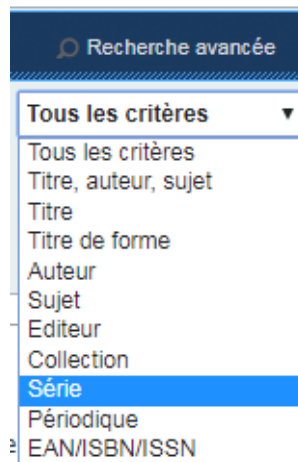 Recherche avancée
Tous les critères
Tous les critères
Titre, auteur, sujet
Titre
Titre de forme
Auteur
Sujet
Editeur
Collection
Série
Périodique
EAN/ISBN/ISSN